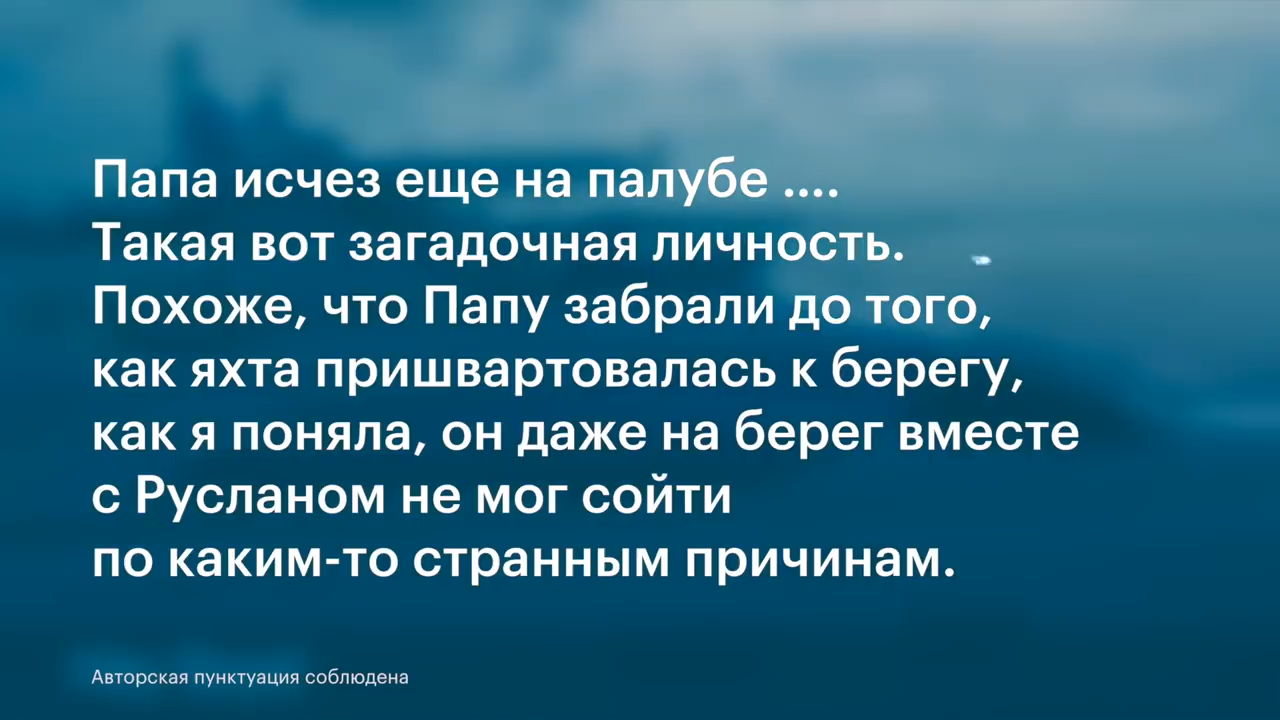 Папа исчез еще на палубе ....
Такая вот загадочная личность.
Похоже, что Папу забрали до того,
как яхта пришвартовалась к берегу,
как я поняла, он даже на берег вместе
с Русланом не мог сойти
по каким-то странным причинам.
Авторская пунктуация соблюдена